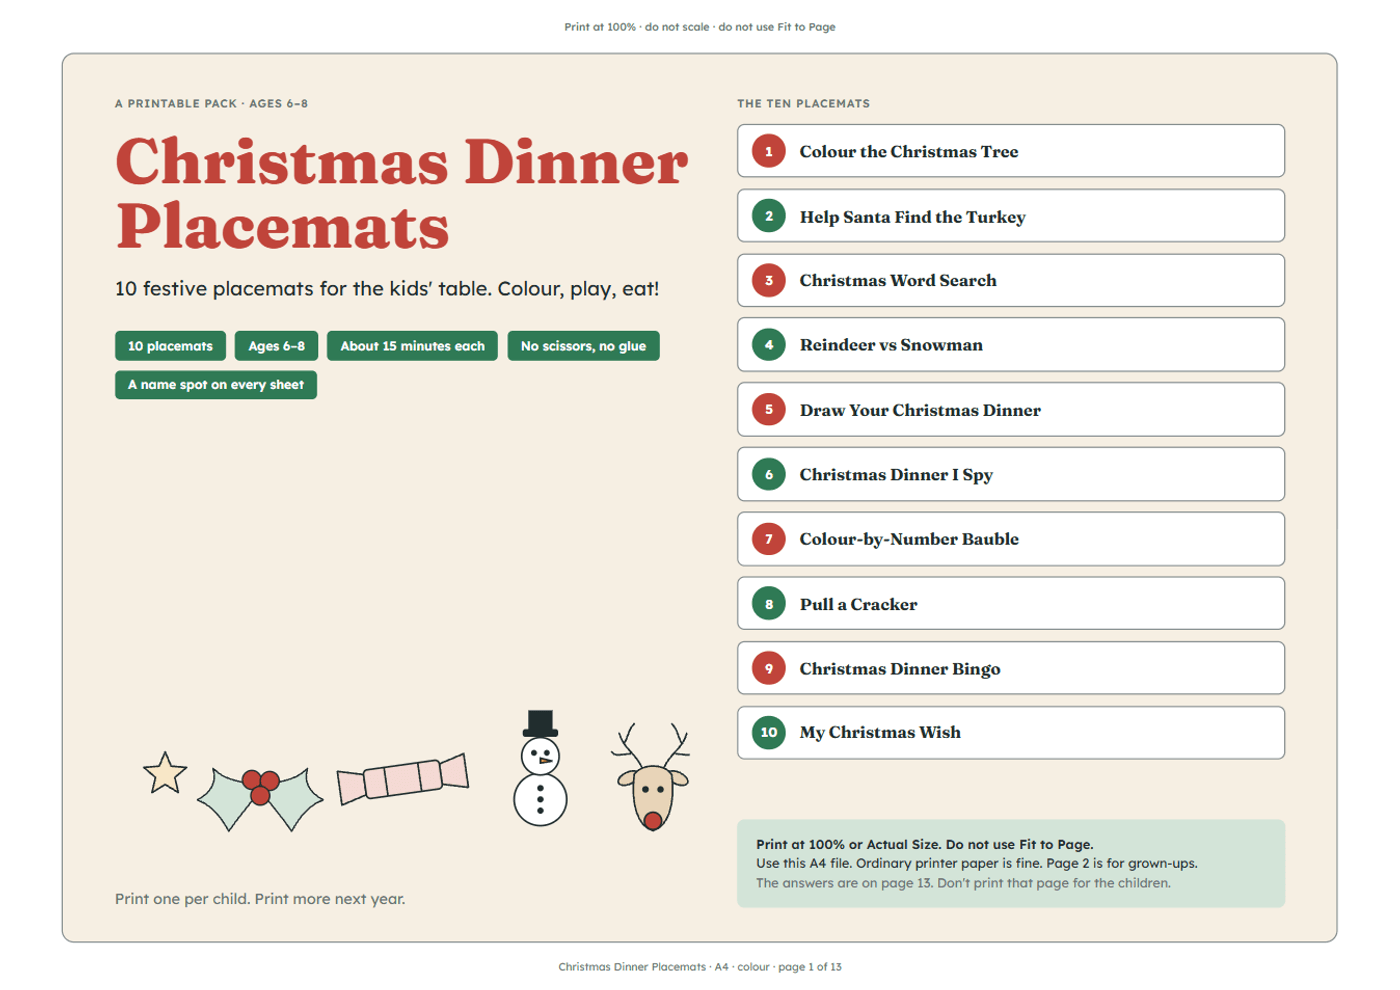 Print at 100% · do not scale · do not use Fit to Page
A PRINTABLE PACK · AGES 6–8
Christmas Dinner
Placemats
10 festive placemats for the kids' table. Colour, play, eat!
10 placemats
Ages 6–8
About 15 minutes each
No scissors, no glue
A name spot on every sheet
Print one per child. Print more next year.
THE TEN PLACEMATS
1 Colour the Christmas Tree
2 Help Santa Find the Turkey
3 Christmas Word Search
4 Reindeer vs Snowman
5 Draw Your Christmas Dinner
6 Christmas Dinner I Spy
7 Colour-by-Number Bauble
8 Pull a Cracker
9 Christmas Dinner Bingo
10 My Christmas Wish
Print at 100% or Actual Size. Do not use Fit to Page.
Use this A4 file. Ordinary printer paper is fine. Page 2 is for grown-ups.
The answers are on page 13. Don't print that page for the children.
Christmas Dinner Placemats · A4 · colour · page 1 of 13